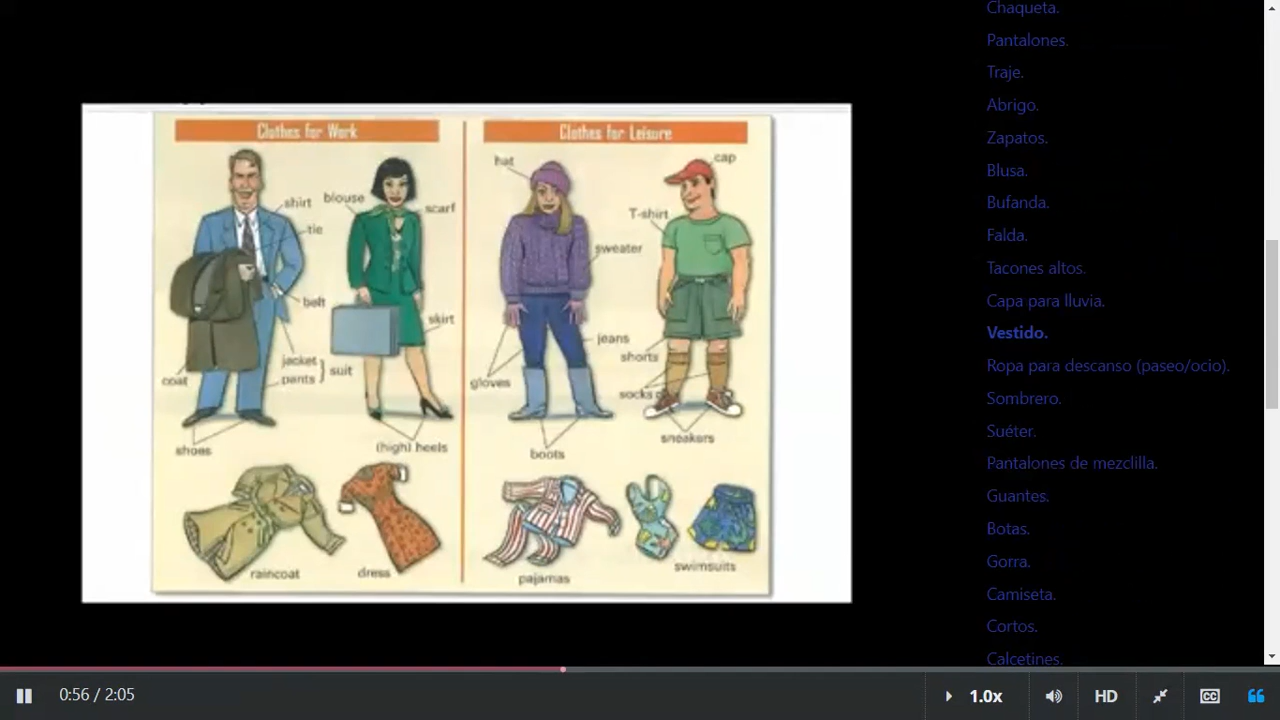 Clothes for Work
Clothes for Leisure
shirt
blouse
tie
scarf
belt
skirt
jacket
pants
suit
coat
shoes
(high) heels
raincoat
dress
hat
cap
T-shirt
sweater
jeans
shorts
gloves
socks
sneakers
boots
pajamas
swimsuits
Chaqueta.
Pantalones.
Traje.
Abrigo.
Zapatos.
Blusa.
Bufanda.
Falda.
Tacones altos.
Capa para lluvia.
Vestido.
Ropa para descanso (paseo/ocio).
Sombrero.
Suéter.
Pantalones de mezclilla.
Guantes.
Botas.
Gorra.
Camiseta.
Cortos.
Calcetines.
0:56 / 2:05
1.0x
HD
CC